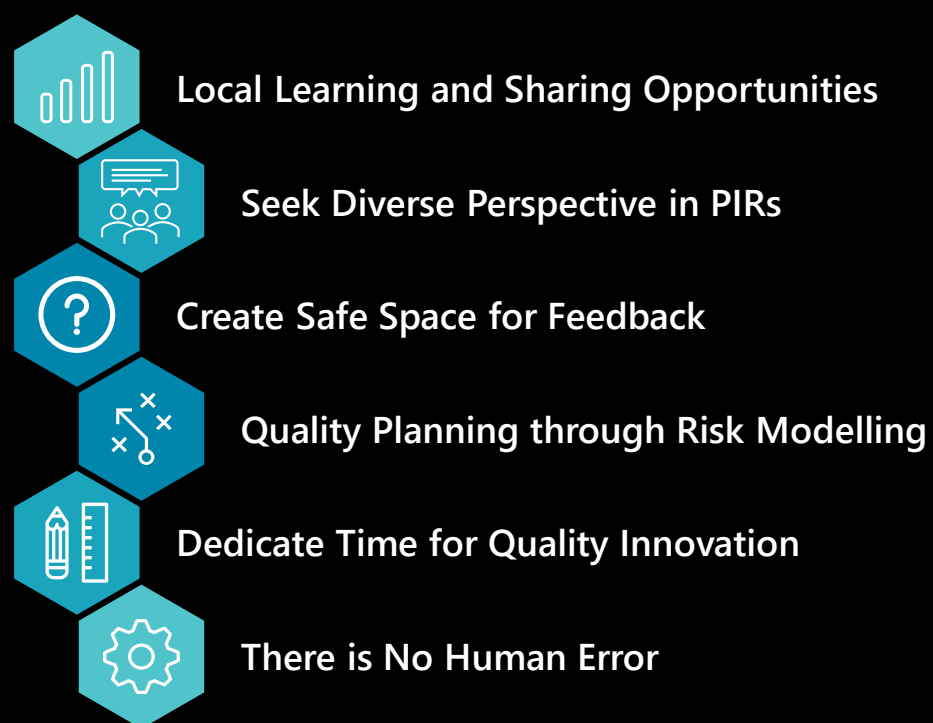 Local Learning and Sharing Opportunities
Seek Diverse Perspective in PIRs
Create Safe Space for Feedback
Quality Planning through Risk Modelling
Dedicate Time for Quality Innovation
There is No Human Error